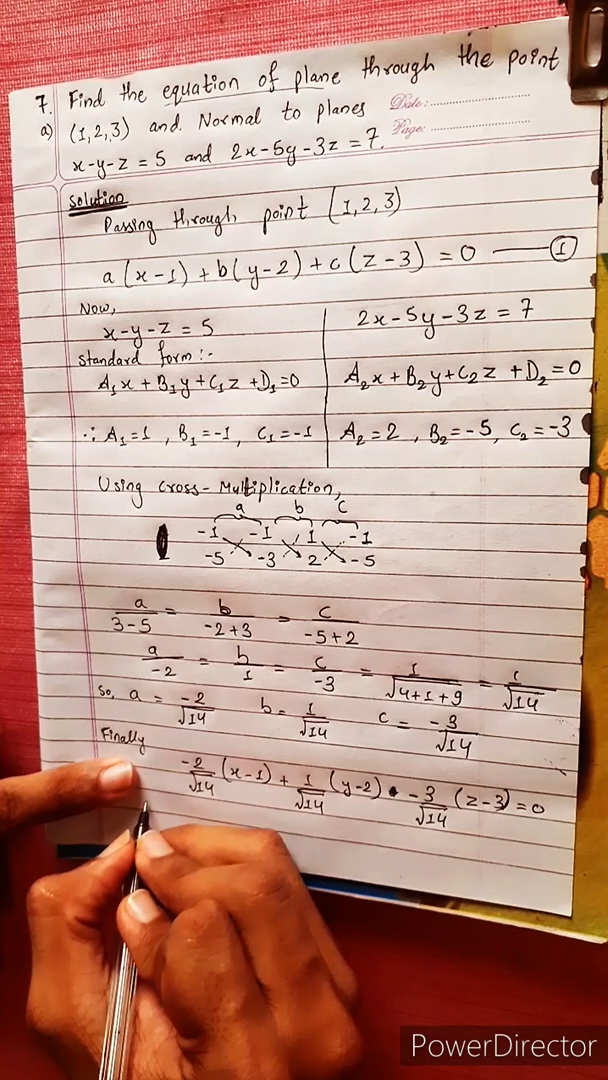 7. Find the equation of plane through the point
a) (1,2,3) and Normal to planes
Date:
x-y-z = 5 and 2x-5y-3z = 7.
Page:
Solution
Passing through point (1,2,3)
a(x-1) + b(y-2) + c(z-3) = 0 —— ①
Now,
x-y-z = 5
2x-5y-3z = 7
Standard form:-
A₁x + B₁y + C₁z + D₁ = 0
A₂x + B₂y + C₂z + D₂ = 0
∴ A₁ = 1, B₁ = -1, C₁ = -1
A₂ = 2, B₂ = -5, C₂ = -3
Using cross-Multiplication,
a b c
-1 -1 1 -1
-5 -3 2 -5
a/3-5 = b/-2+3 = c/-5+2
a/-2 = b/1 = c/-3 = 1/√4+1+9 = 1/√14
So, a = -2/√14 b = 1/√14 c = -3/√14
Finally
-2/√14 (x-1) + 1/√14 (y-2) • -3/√14 (z-3) = 0
PowerDirector